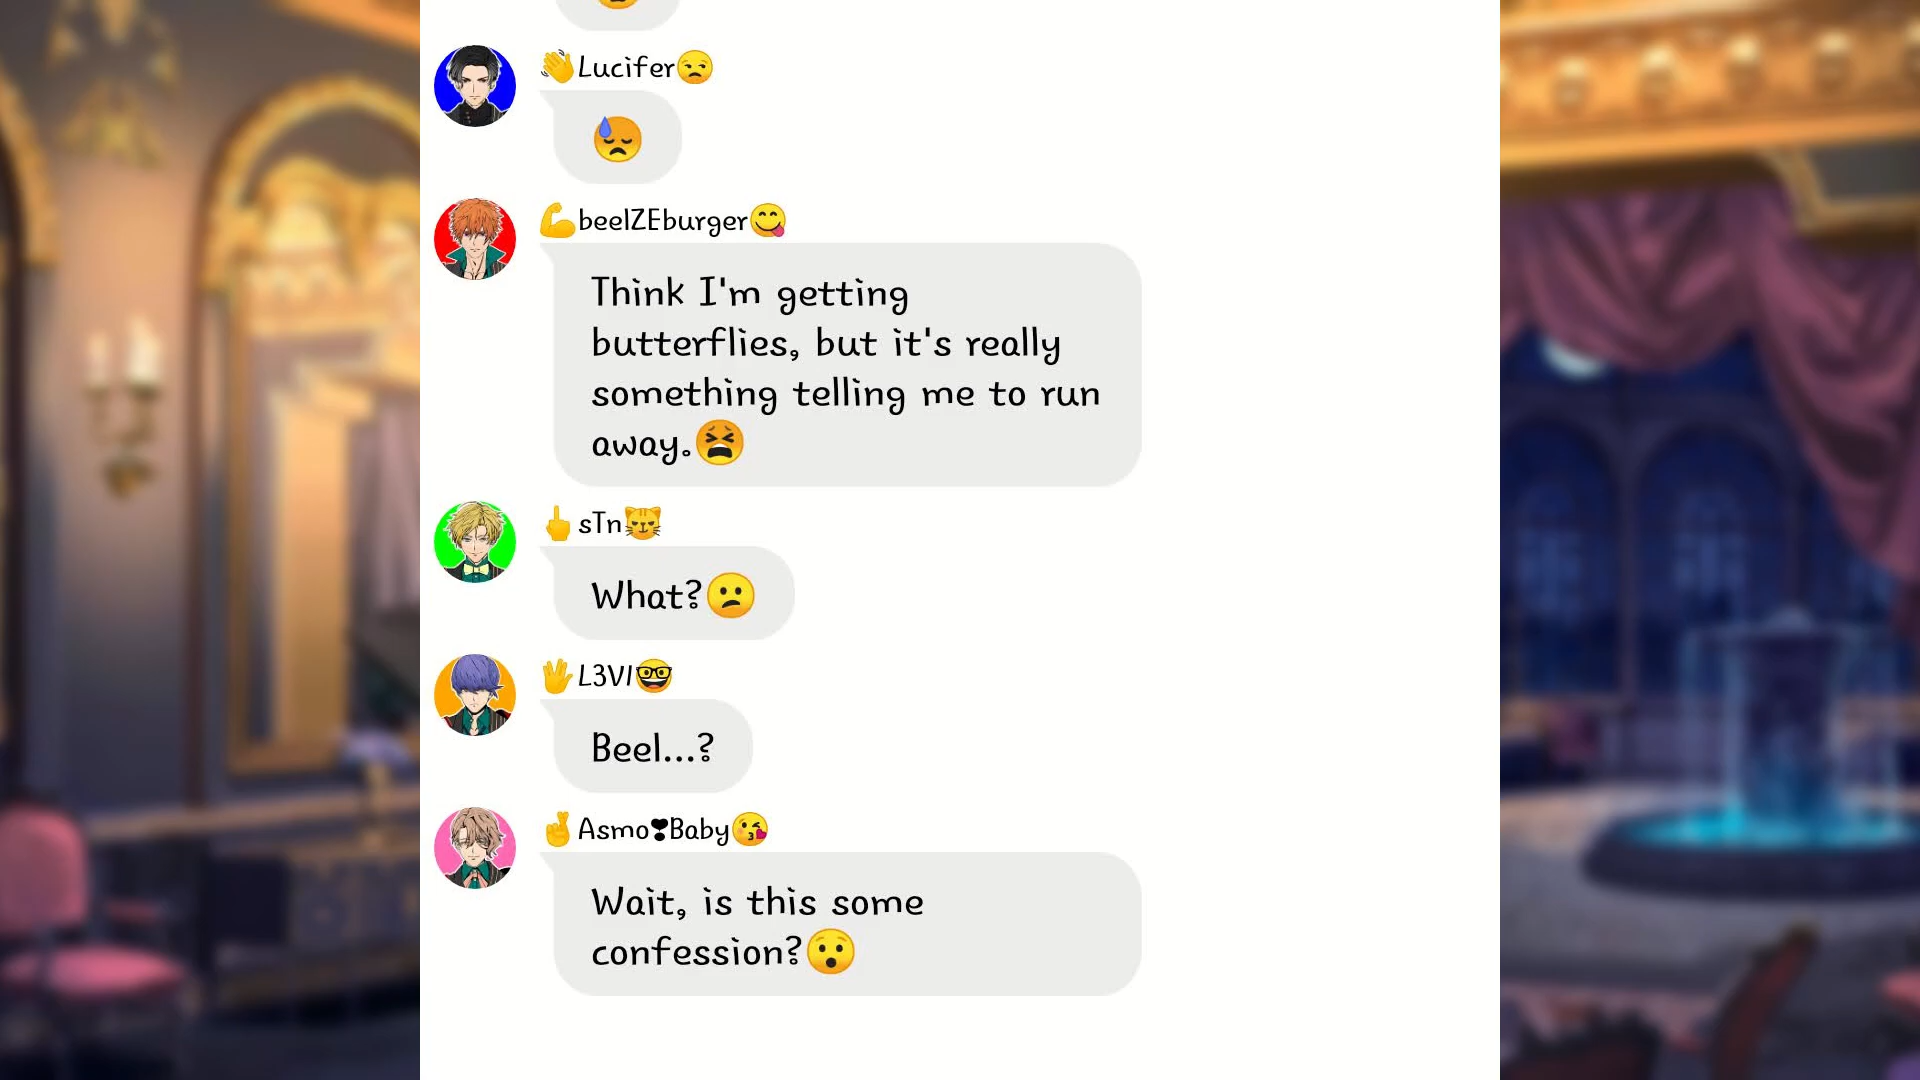 👋Lucifer😒
😓
💪beelZEburger😋
Think I'm getting
butterflies, but it's really
something telling me to run
away.😫
🖕sTn😼
What?😕
🖖L3VI🤓
Beel...?
🤞Asmo❣Baby😘
Wait, is this some
confession?😯